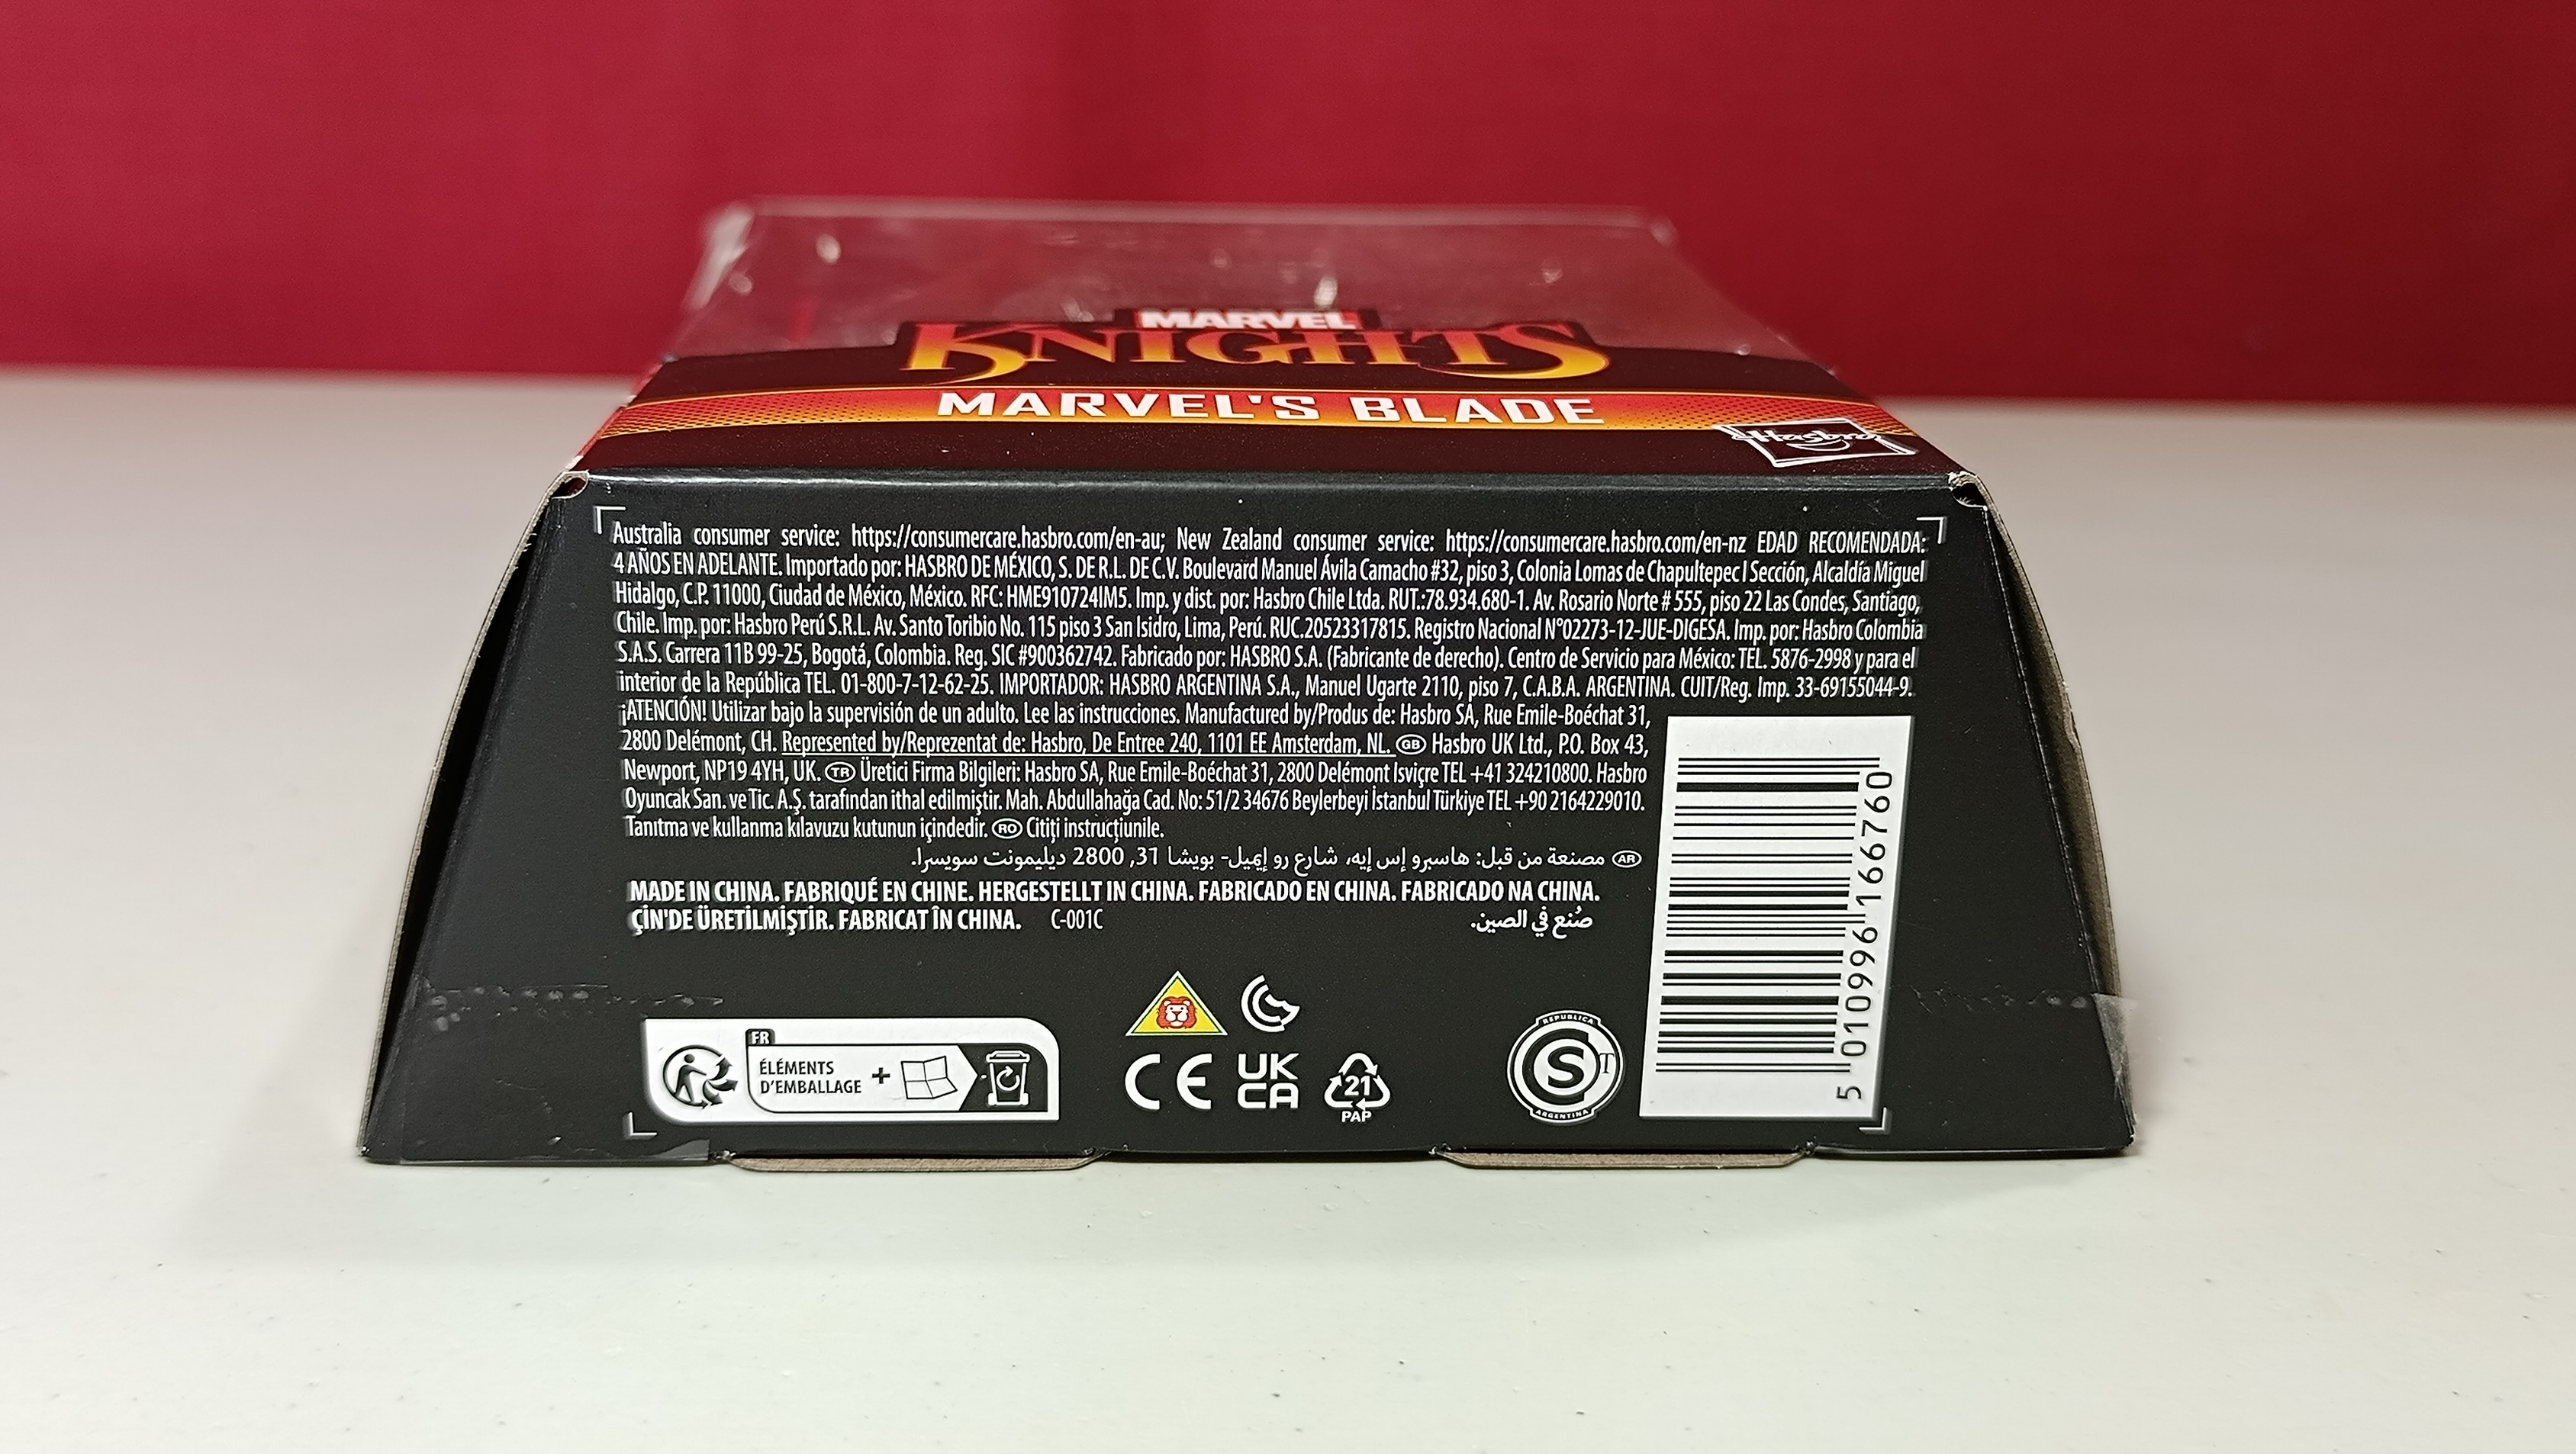 MARVEL
KNIGHTS
MARVEL'S BLADE
Hasbro
Australia consumer service: https://consumercare.hasbro.com/en-au; New Zealand consumer service: https://consumercare.hasbro.com/en-nz EDAD RECOMENDADA:
4 AÑOS EN ADELANTE. Importado por: HASBRO DE MÉXICO, S. DE R.L. DE C.V. Boulevard Manuel Ávila Camacho #32, piso 3, Colonia Lomas de Chapultepec I Sección, Alcaldía Miguel
Hidalgo, C.P. 11000, Ciudad de México, México. RFC: HME910724IM5. Imp. y dist. por: Hasbro Chile Ltda. RUT.:78.934.680-1. Av. Rosario Norte # 555, piso 22 Las Condes, Santiago,
Chile. Imp. por: Hasbro Perú S.R.L. Av. Santo Toribio No. 115 piso 3 San Isidro, Lima, Perú. RUC.20523317815. Registro Nacional N°02273-12-JUE-DIGESA. Imp. por: Hasbro Colombia
S.A.S. Carrera 11B 99-25, Bogotá, Colombia. Reg. SIC #900362742. Fabricado por: HASBRO S.A. (Fabricante de derecho). Centro de Servicio para México: TEL. 5876-2998 y para el
interior de la República TEL. 01-800-7-12-62-25. IMPORTADOR: HASBRO ARGENTINA S.A., Manuel Ugarte 2110, piso 7, C.A.B.A. ARGENTINA. CUIT/Reg. Imp. 33-69155044-9.
¡ATENCIÓN! Utilizar bajo la supervisión de un adulto. Lee las instrucciones. Manufactured by/Produs de: Hasbro SA, Rue Emile-Boéchat 31,
2800 Delémont, CH. Represented by/Reprezentat de: Hasbro, De Entree 240, 1101 EE Amsterdam, NL. GB Hasbro UK Ltd., P.O. Box 43,
Newport, NP19 4YH, UK. TR Üretici Firma Bilgileri: Hasbro SA, Rue Emile-Boéchat 31, 2800 Delémont Isviçre TEL +41 324210800. Hasbro
Oyuncak San. ve Tic. A.Ş. tarafından ithal edilmiştir. Mah. Abdullahağa Cad. No: 51/2 34676 Beylerbeyi İstanbul Türkiye TEL +90 2164229010.
Tanıtma ve kullanma kılavuzu kutunun içindedir. RO Citiți instrucțiunile.
AR مصنعة من قبل: هاسبرو إس إيه، شارع رو إيميل- بويشا 31, 2800 ديليمونت سويسرا.
MADE IN CHINA. FABRIQUÉ EN CHINE. HERGESTELLT IN CHINA. FABRICADO EN CHINA. FABRICADO NA CHINA.
ÇİN'DE ÜRETİLMİŞTİR. FABRICAT ÎN CHINA. C-001C صُنع في الصين.
5 010996 166760
FR
ÉLÉMENTS
D'EMBALLAGE +
CE
UK
CA
21
PAP
REPUBLICA
S T
ARGENTINA